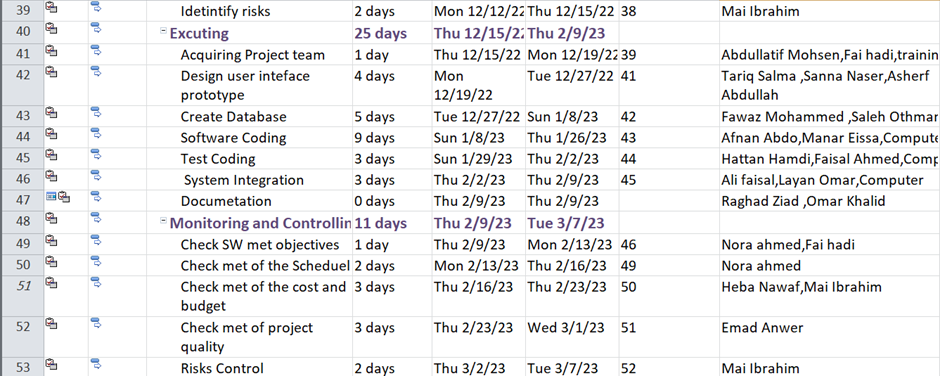 39 Idetintify risks 2 days Mon 12/12/22 Thu 12/15/22 38 Mai Ibrahim
40 Excuting 25 days Thu 12/15/22 Thu 2/9/23
41 Acquiring Project team 1 day Thu 12/15/22 Mon 12/19/22 39 Abdullatif Mohsen,Fai hadi,trainin
42 Design user inteface 4 days Mon Tue 12/27/22 41 Tariq Salma ,Sanna Naser,Asherf
prototype 12/19/22 Abdullah
43 Create Database 5 days Tue 12/27/22 Sun 1/8/23 42 Fawaz Mohammed ,Saleh Othman
44 Software Coding 9 days Sun 1/8/23 Thu 1/26/23 43 Afnan Abdo,Manar Eissa,Compute
45 Test Coding 3 days Sun 1/29/23 Thu 2/2/23 44 Hattan Hamdi,Faisal Ahmed,Comp
46 System Integration 3 days Thu 2/2/23 Thu 2/9/23 45 Ali faisal,Layan Omar,Computer
47 Documetation 0 days Thu 2/9/23 Thu 2/9/23 Raghad Ziad ,Omar Khalid
48 Monitoring and Controllin 11 days Thu 2/9/23 Tue 3/7/23
49 Check SW met objectives 1 day Thu 2/9/23 Mon 2/13/23 46 Nora ahmed,Fai hadi
50 Check met of the Scheduel 2 days Mon 2/13/23 Thu 2/16/23 49 Nora ahmed
51 Check met of the cost and 3 days Thu 2/16/23 Thu 2/23/23 50 Heba Nawaf,Mai Ibrahim
budget
52 Check met of project 3 days Thu 2/23/23 Wed 3/1/23 51 Emad Anwer
quality
53 Risks Control 2 days Thu 3/2/23 Tue 3/7/23 52 Mai Ibrahim